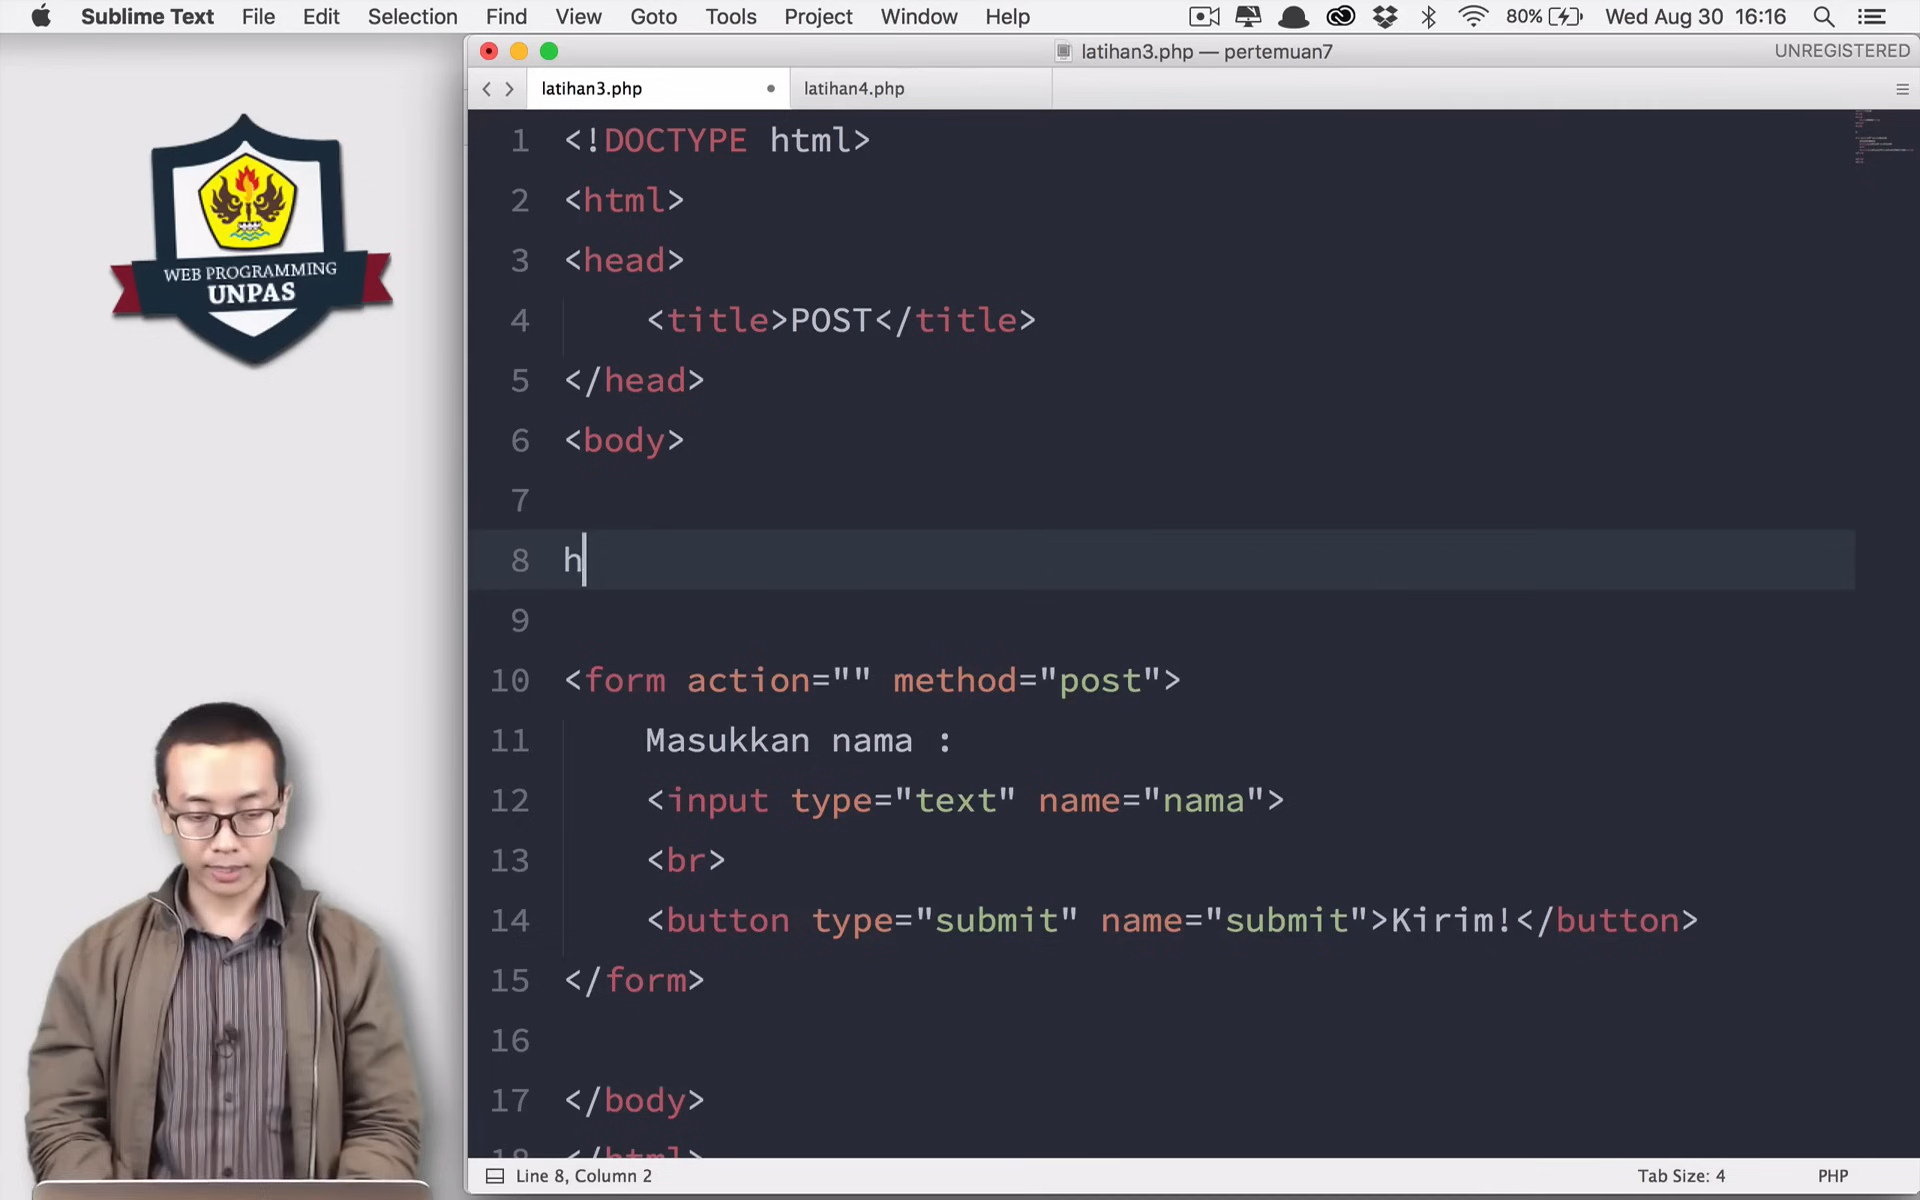 Sublime Text File Edit Selection Find View Goto Tools Project Window Help 80% Wed Aug 30 16:16
latihan3.php — pertemuan7 UNREGISTERED
latihan3.php latihan4.php
WEB PROGRAMMING
UNPAS
1 <!DOCTYPE html>
2 <html>
3 <head>
4 <title>POST</title>
5 </head>
6 <body>
7
8 h
9
10 <form action="" method="post">
11 Masukkan nama :
12 <input type="text" name="nama">
13 <br>
14 <button type="submit" name="submit">Kirim!</button>
15 </form>
16
17 </body>
18 </html>
Line 8, Column 2 Tab Size: 4 PHP